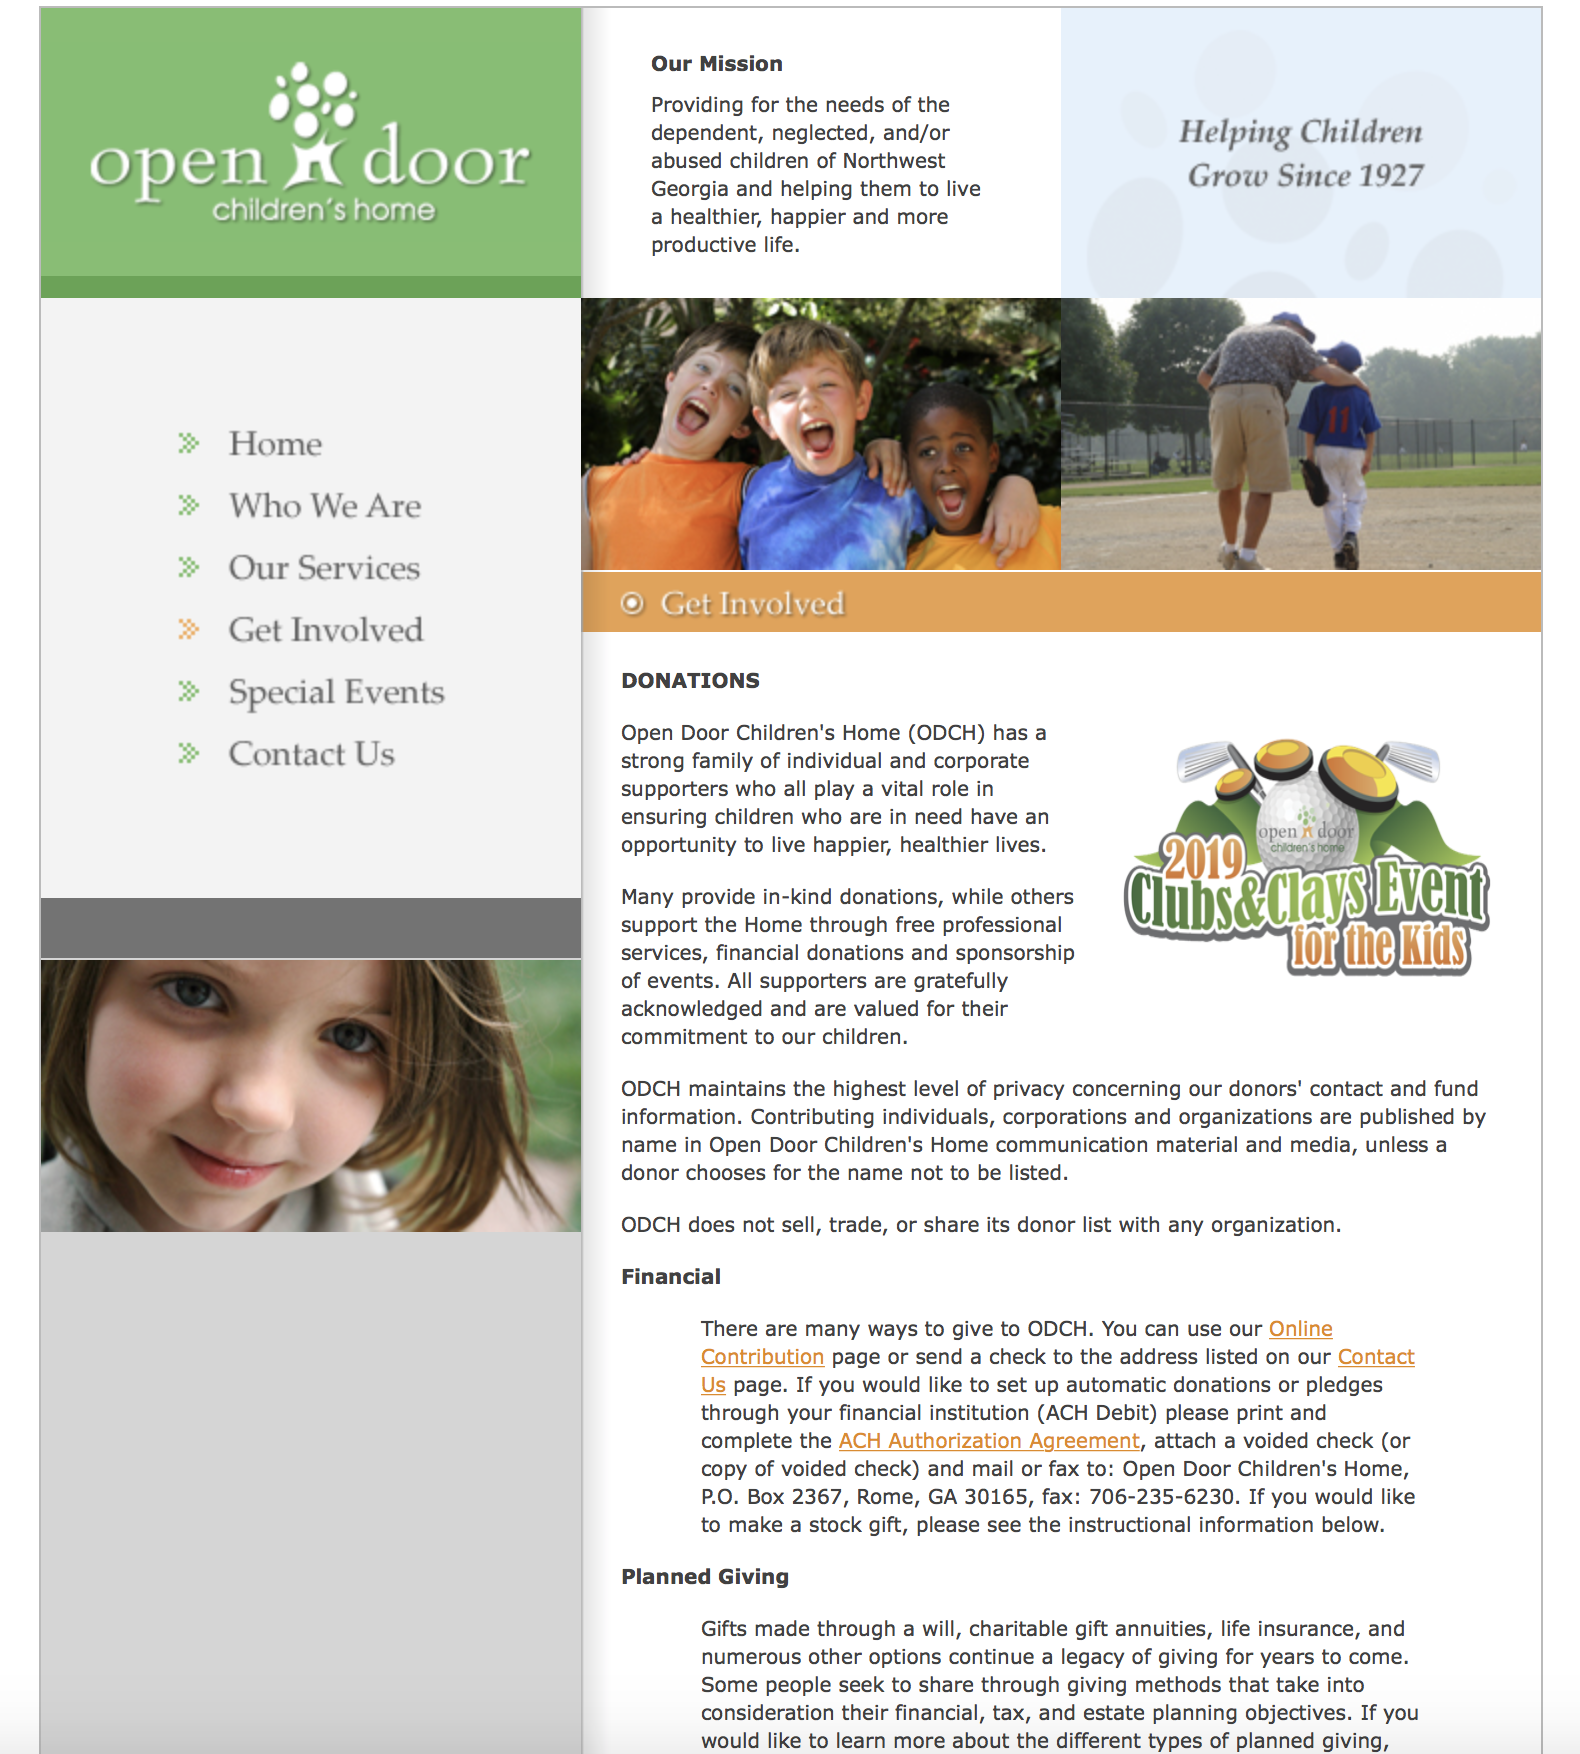 open door
children's home
Our Mission
Providing for the needs of the
dependent, neglected, and/or
abused children of Northwest
Georgia and helping them to live
a healthier, happier and more
productive life.
Helping Children
Grow Since 1927
Home
Who We Are
Our Services
Get Involved
Special Events
Contact Us
11
Get Involved
DONATIONS
Open Door Children's Home (ODCH) has a
strong family of individual and corporate
supporters who all play a vital role in
ensuring children who are in need have an
opportunity to live happier, healthier lives.
Many provide in-kind donations, while others
support the Home through free professional
services, financial donations and sponsorship
of events. All supporters are gratefully
acknowledged and are valued for their
commitment to our children.
open door
children's home
2019
Clubs&Clays Event
for the Kids
ODCH maintains the highest level of privacy concerning our donors' contact and fund
information. Contributing individuals, corporations and organizations are published by
name in Open Door Children's Home communication material and media, unless a
donor chooses for the name not to be listed.
ODCH does not sell, trade, or share its donor list with any organization.
Financial
There are many ways to give to ODCH. You can use our Online
Contribution page or send a check to the address listed on our Contact
Us page. If you would like to set up automatic donations or pledges
through your financial institution (ACH Debit) please print and
complete the ACH Authorization Agreement, attach a voided check (or
copy of voided check) and mail or fax to: Open Door Children's Home,
P.O. Box 2367, Rome, GA 30165, fax: 706-235-6230. If you would like
to make a stock gift, please see the instructional information below.
Planned Giving
Gifts made through a will, charitable gift annuities, life insurance, and
numerous other options continue a legacy of giving for years to come.
Some people seek to share through giving methods that take into
consideration their financial, tax, and estate planning objectives. If you
would like to learn more about the different types of planned giving,